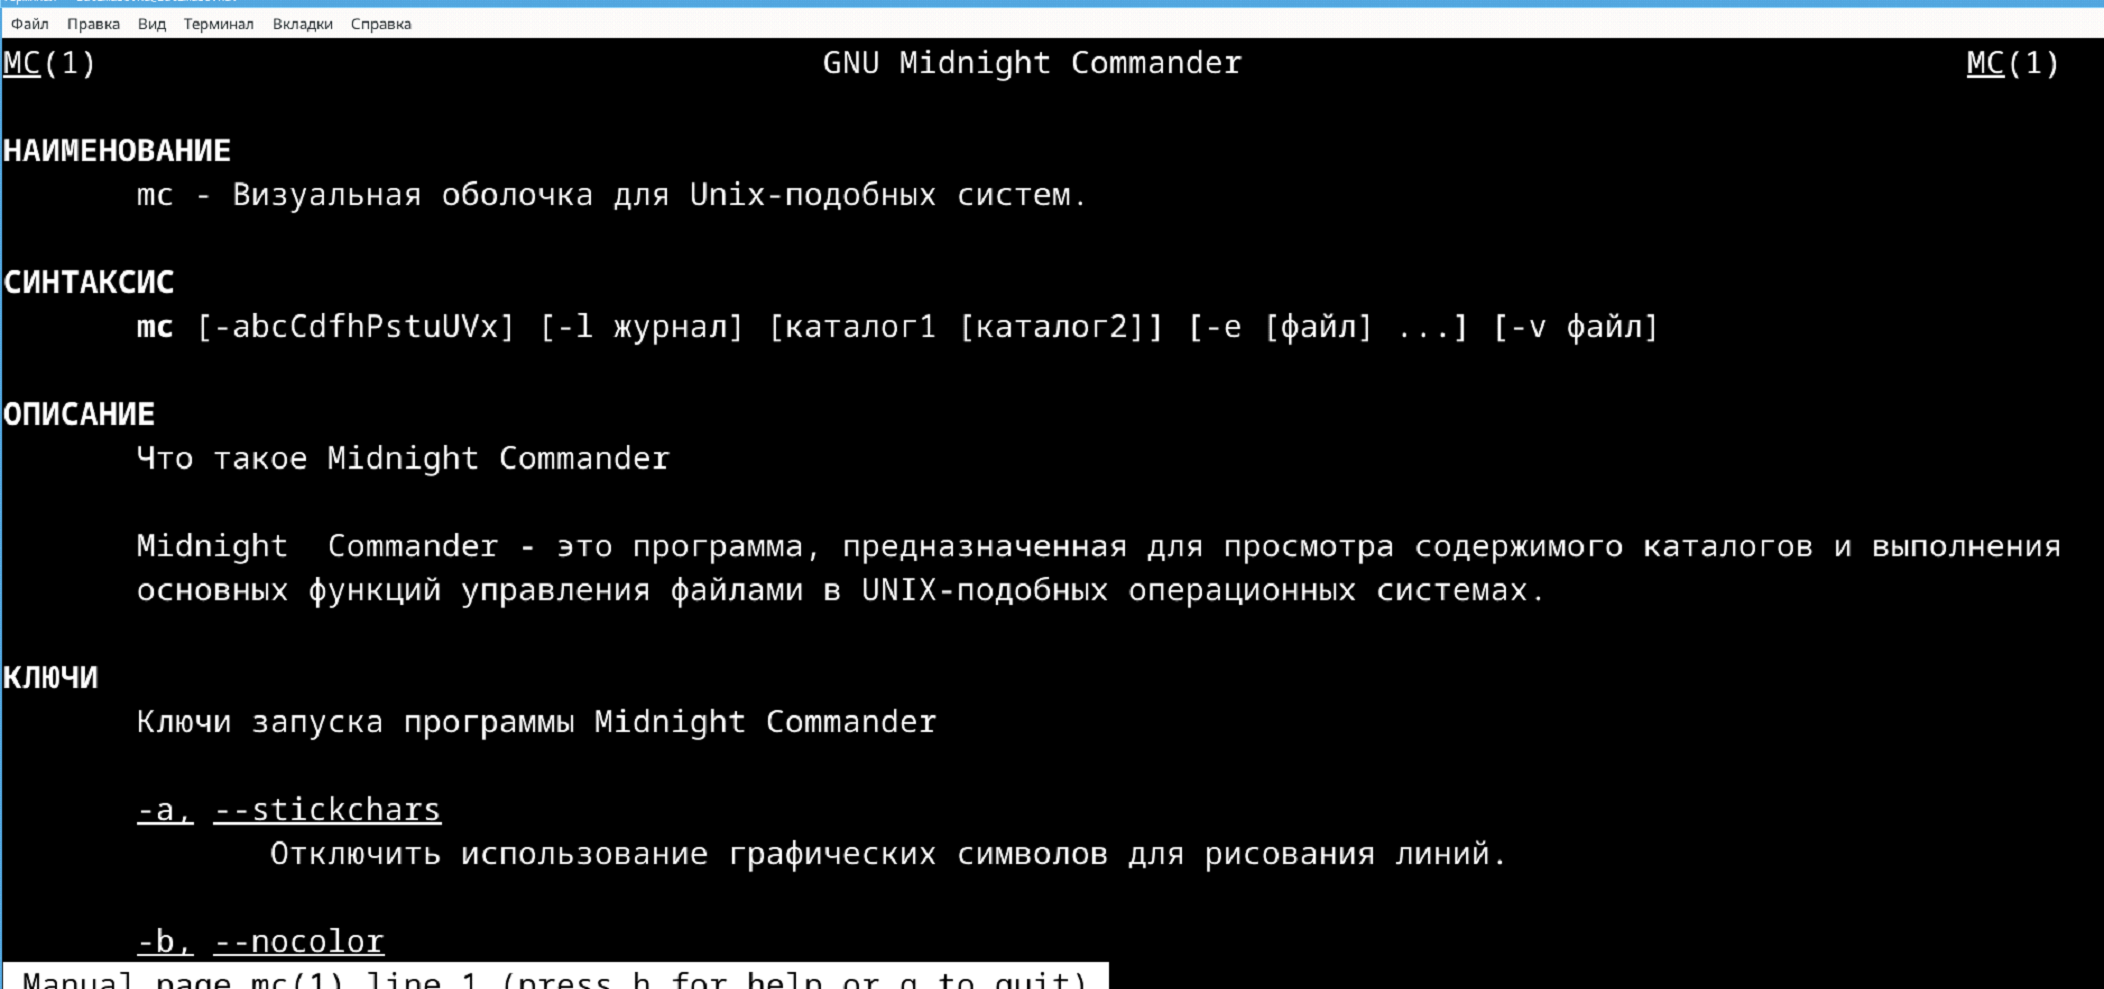 Файл Правка Вид Терминал Вкладки Справка
MC(1) GNU Midnight Commander MC(1)
НАИМЕНОВАНИЕ
mc - Визуальная оболочка для Unix-подобных систем.
СИНТАКСИС
mc [-abcCdfhPstuUVx] [-l журнал] [каталог1 [каталог2]] [-e [файл] ...] [-v файл]
ОПИСАНИЕ
Что такое Midnight Commander
Midnight Commander - это программа, предназначенная для просмотра содержимого каталогов и выполнения
основных функций управления файлами в UNIX-подобных операционных системах.
КЛЮЧИ
Ключи запуска программы Midnight Commander
-a, --stickchars
Отключить использование графических символов для рисования линий.
-b, --nocolor
Manual page mc(1) line 1 (press h for help or q to quit)